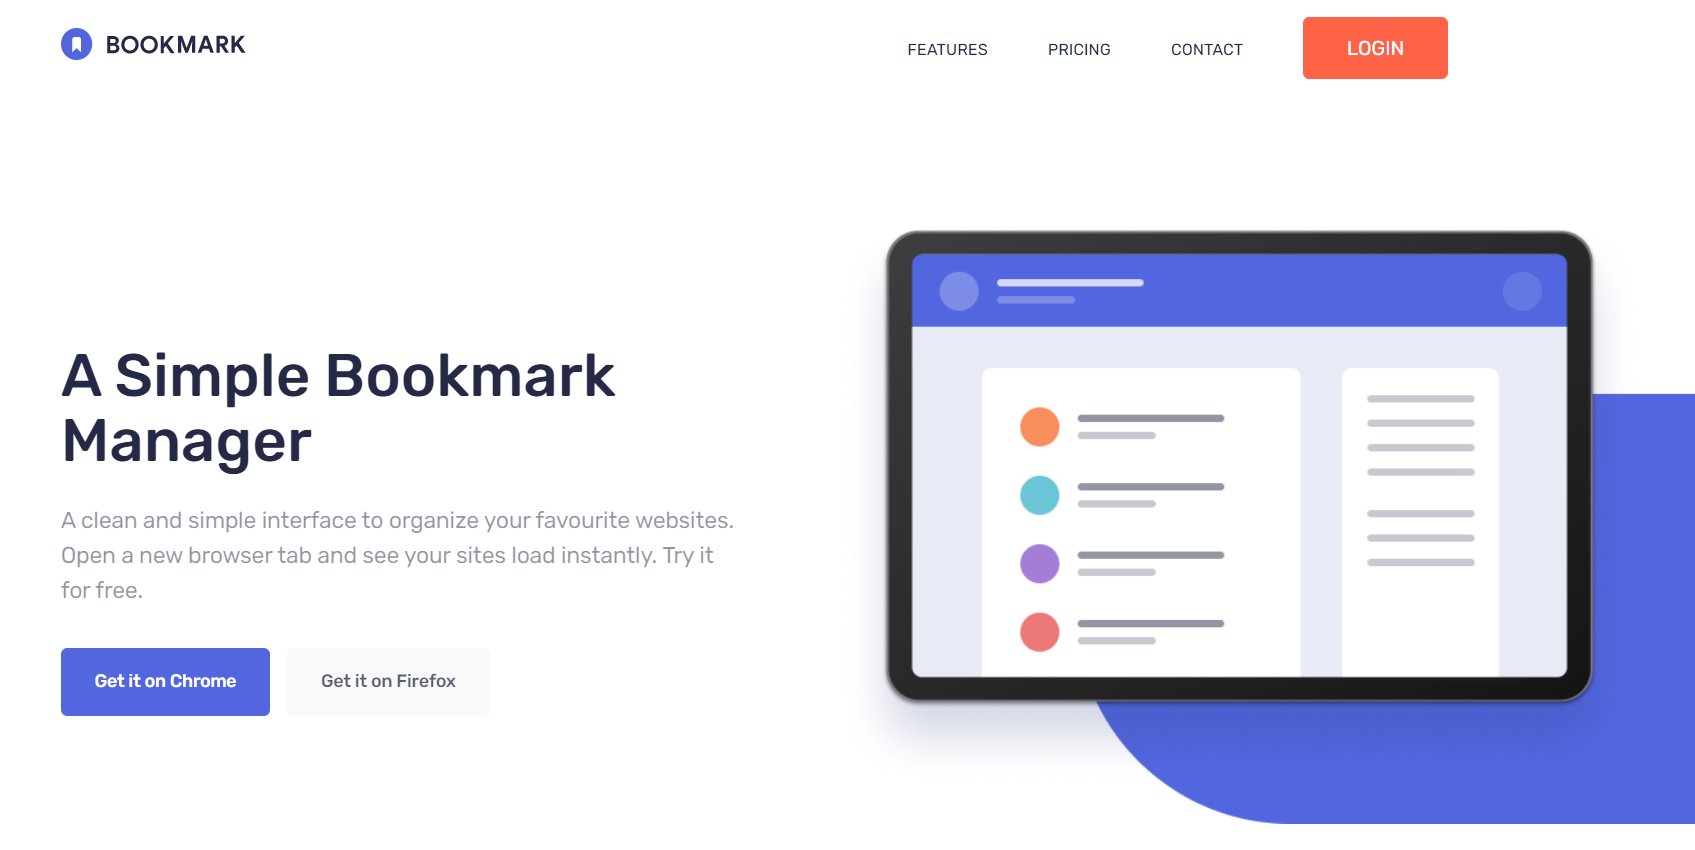 BOOKMARK
FEATURES PRICING CONTACT LOGIN
A Simple Bookmark
Manager
A clean and simple interface to organize your favourite websites.
Open a new browser tab and see your sites load instantly. Try it
for free.
Get it on Chrome Get it on Firefox